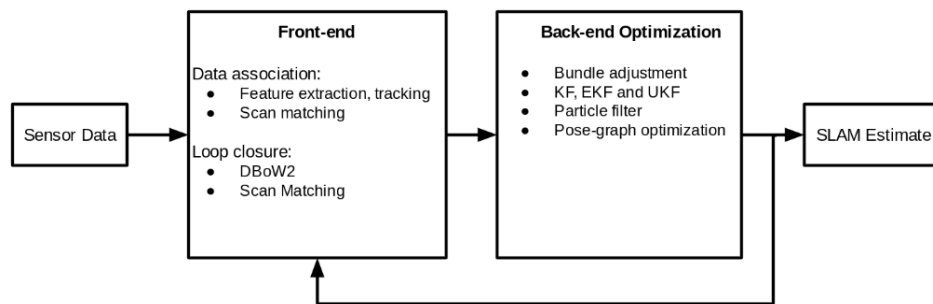 Sensor Data
Front-end
Data association:
● Feature extraction, tracking
● Scan matching
Loop closure:
● DBoW2
● Scan Matching
Back-end Optimization
● Bundle adjustment
● KF, EKF and UKF
● Particle filter
● Pose-graph optimization
SLAM Estimate